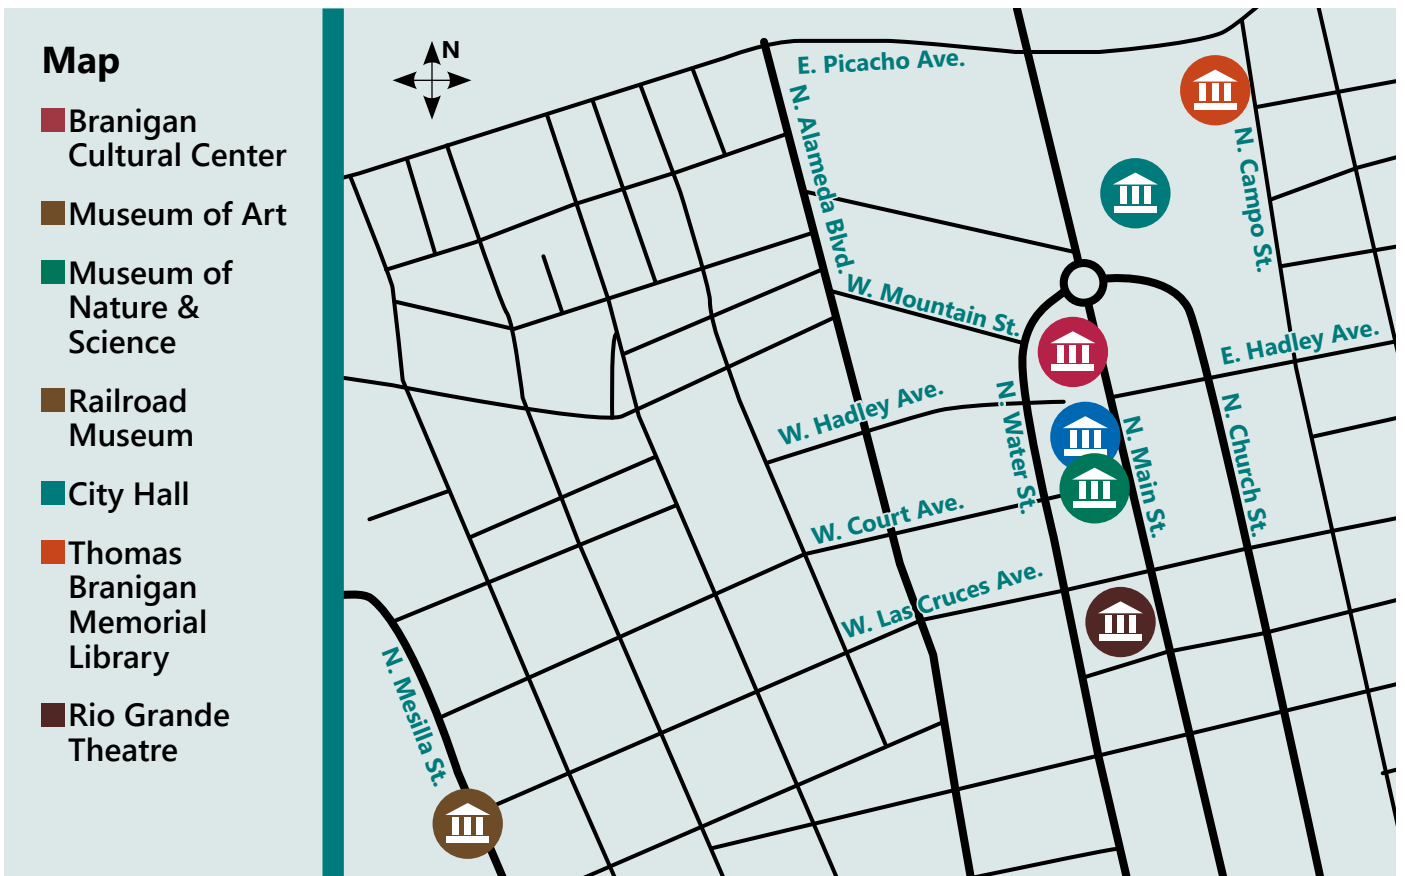 Map
Branigan
Cultural Center
Museum of Art
Museum of
Nature &
Science
Railroad
Museum
City Hall
Thomas
Branigan
Memorial
Library
Rio Grande
Theatre
N
E. Picacho Ave.
N. Alameda Blvd.
N. Campo St.
W. Mountain St.
E. Hadley Ave.
W. Hadley Ave.
N. Water St.
N. Main St.
N. Church St.
W. Court Ave.
W. Las Cruces Ave.
N. Mesilla St.